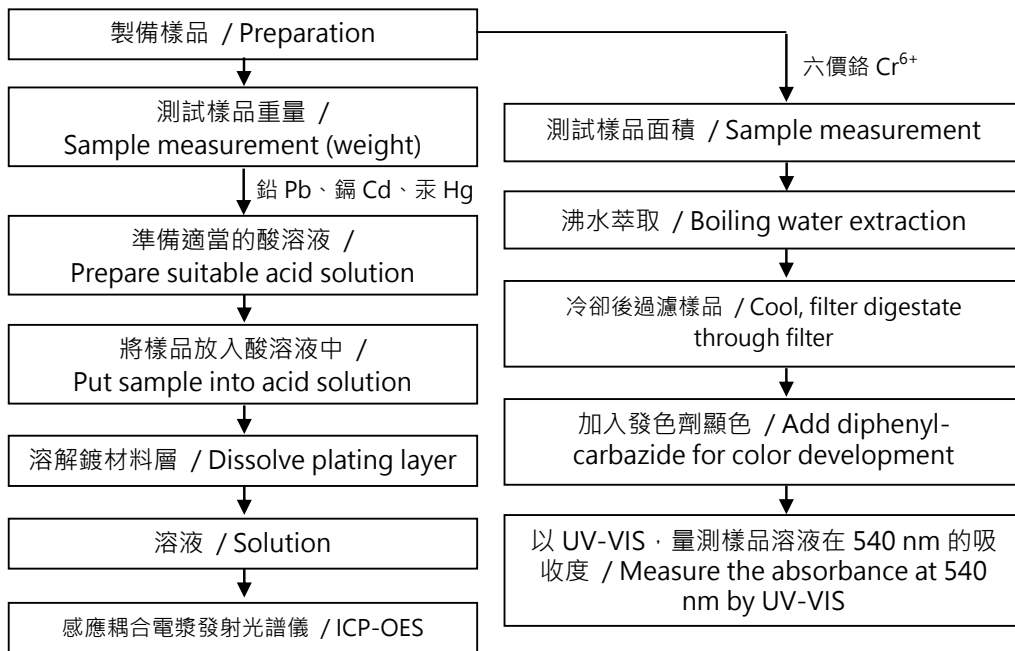 製備樣品 / Preparation
測試樣品重量 /
Sample measurement (weight)
鉛 Pb、鎘 Cd、汞 Hg
準備適當的酸溶液 /
Prepare suitable acid solution
將樣品放入酸溶液中 /
Put sample into acid solution
溶解鍍材料層 / Dissolve plating layer
溶液 / Solution
感應耦合電漿發射光譜儀 / ICP-OES
六價鉻 Cr⁶⁺
測試樣品面積 / Sample measurement
沸水萃取 / Boiling water extraction
冷卻後過濾樣品 / Cool, filter digestate
through filter
加入發色劑顯色 / Add diphenyl-
carbazide for color development
以 UV-VIS，量測樣品溶液在 540 nm 的吸
收度 / Measure the absorbance at 540
nm by UV-VIS